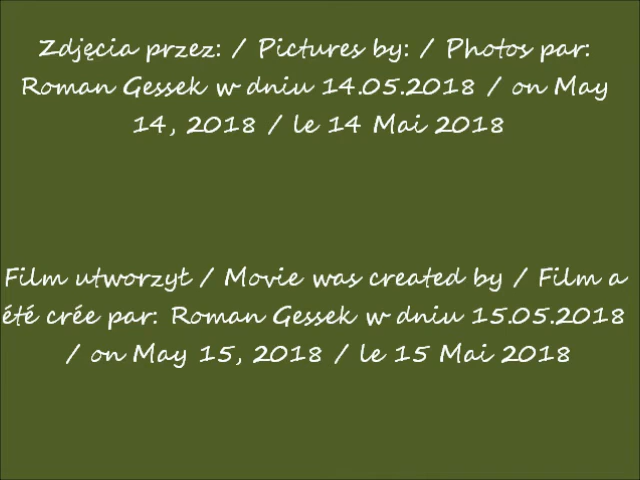 Zdjęcia przez: / Pictures by: / Photos par:
Roman Gessek w dniu 14.05.2018 / on May
14, 2018 / le 14 Mai 2018
Film utworzył / Movie was created by / Film a
été crée par: Roman Gessek w dniu 15.05.2018
/ on May 15, 2018 / le 15 Mai 2018